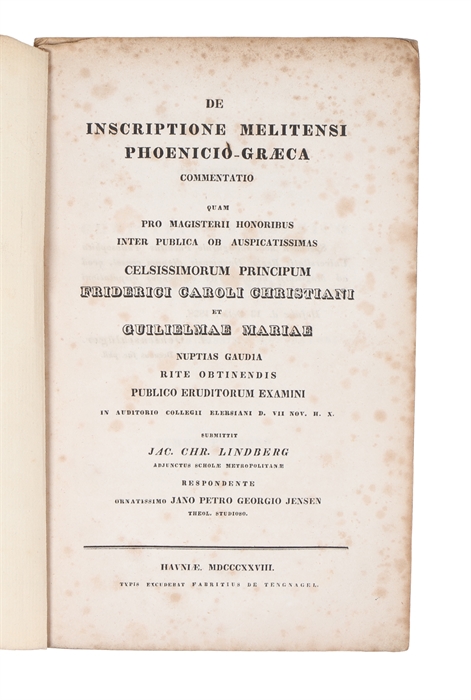 DE
INSCRIPTIONE MELITENSI
PHOENICIO-GRÆCA
COMMENTATIO
QUAM
PRO MAGISTERII HONORIBUS
INTER PUBLICA OB AUSPICATISSIMAS
CELSISSIMORUM PRINCIPUM
FRIDERICI CAROLI CHRISTIANI
ET
GUILIELMAE MARIAE
NUPTIAS GAUDIA
RITE OBTINENDIS
PUBLICO ERUDITORUM EXAMINI
IN AUDITORIO COLLEGII ELERSIANI D. VII NOV. H. X.
SUBMITTIT
JAC. CHR. LINDBERG
ADJUNCTUS SCHOLÆ METROPOLITANÆ
RESPONDENTE
ORNATISSIMO JANO PETRO GEORGIO JENSEN
THEOL. STUDIOSO.
HAVNIÆ. MDCCCXXVIII.
TYPIS EXCUDEBAT FABRITIUS DE TENGNAGEL.